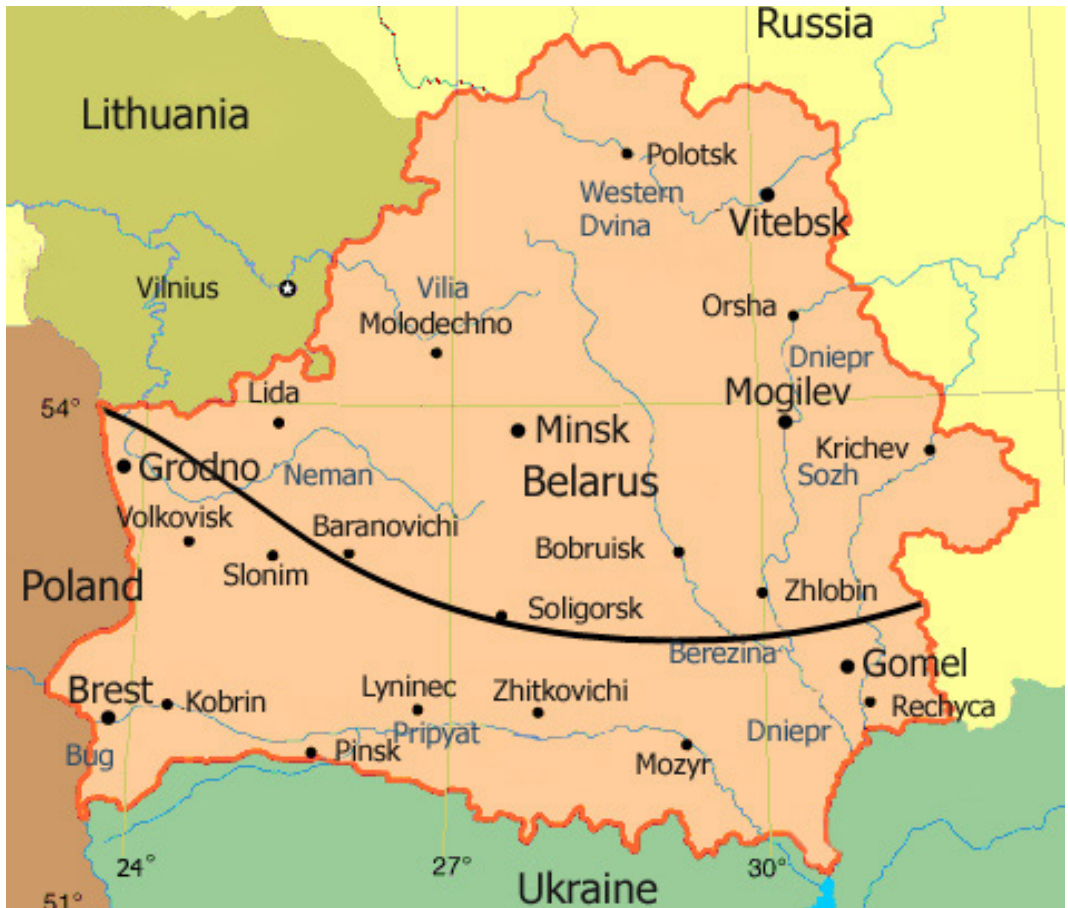 Russia
Lithuania
Polotsk
Western
Dvina
Vitebsk
Vilnius
Vilia
Orsha
Molodechno
Dniepr
Lida
Mogilev
54°
Minsk
Krichev
Grodno
Neman
Belarus
Sozh
Volkovisk
Baranovichi
Bobruisk
Slonim
Poland
Zhlobin
Soligorsk
Berezina
Gomel
Brest
Kobrin
Lyninec
Zhitkovichi
Rechyca
Pripyat
Dniepr
Bug
Pinsk
Mozyr
24°
27°
30°
Ukraine
51°